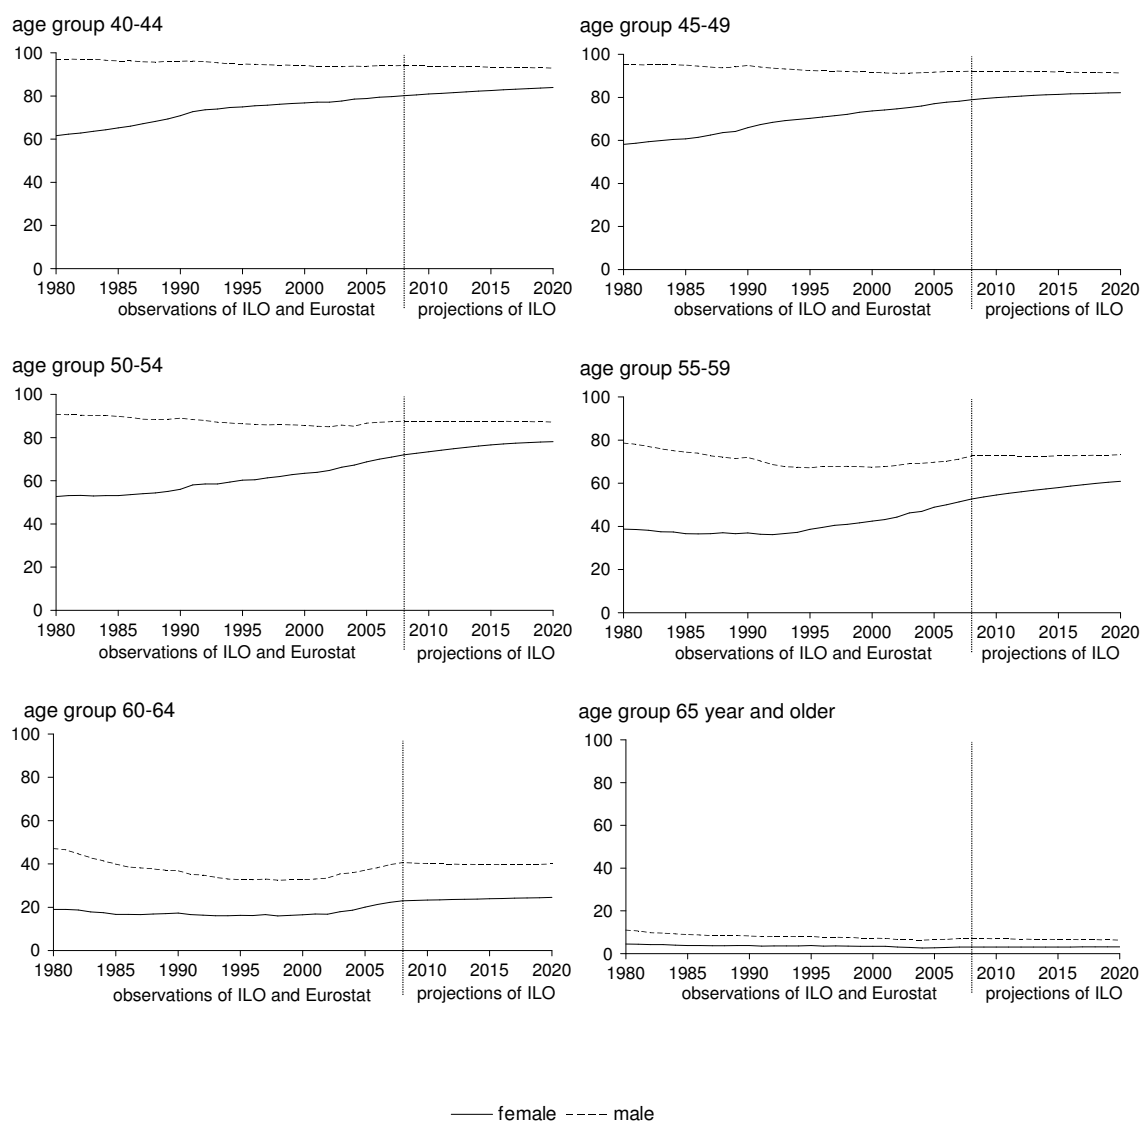 age group 40-44
100
80
60
40
20
0
1980 1985 1990 1995 2000 2005 2010 2015 2020
observations of ILO and Eurostat projections of ILO
age group 45-49
100
80
60
40
20
0
1980 1985 1990 1995 2000 2005 2010 2015 2020
observations of ILO and Eurostat projections of ILO
age group 50-54
100
80
60
40
20
0
1980 1985 1990 1995 2000 2005 2010 2015 2020
observations of ILO and Eurostat projections of ILO
age group 55-59
100
80
60
40
20
0
1980 1985 1990 1995 2000 2005 2010 2015 2020
observations of ILO and Eurostat projections of ILO
age group 60-64
100
80
60
40
20
0
1980 1985 1990 1995 2000 2005 2010 2015 2020
observations of ILO and Eurostat projections of ILO
age group 65 year and older
100
80
60
40
20
0
1980 1985 1990 1995 2000 2005 2010 2015 2020
observations of ILO and Eurostat projections of ILO
female male